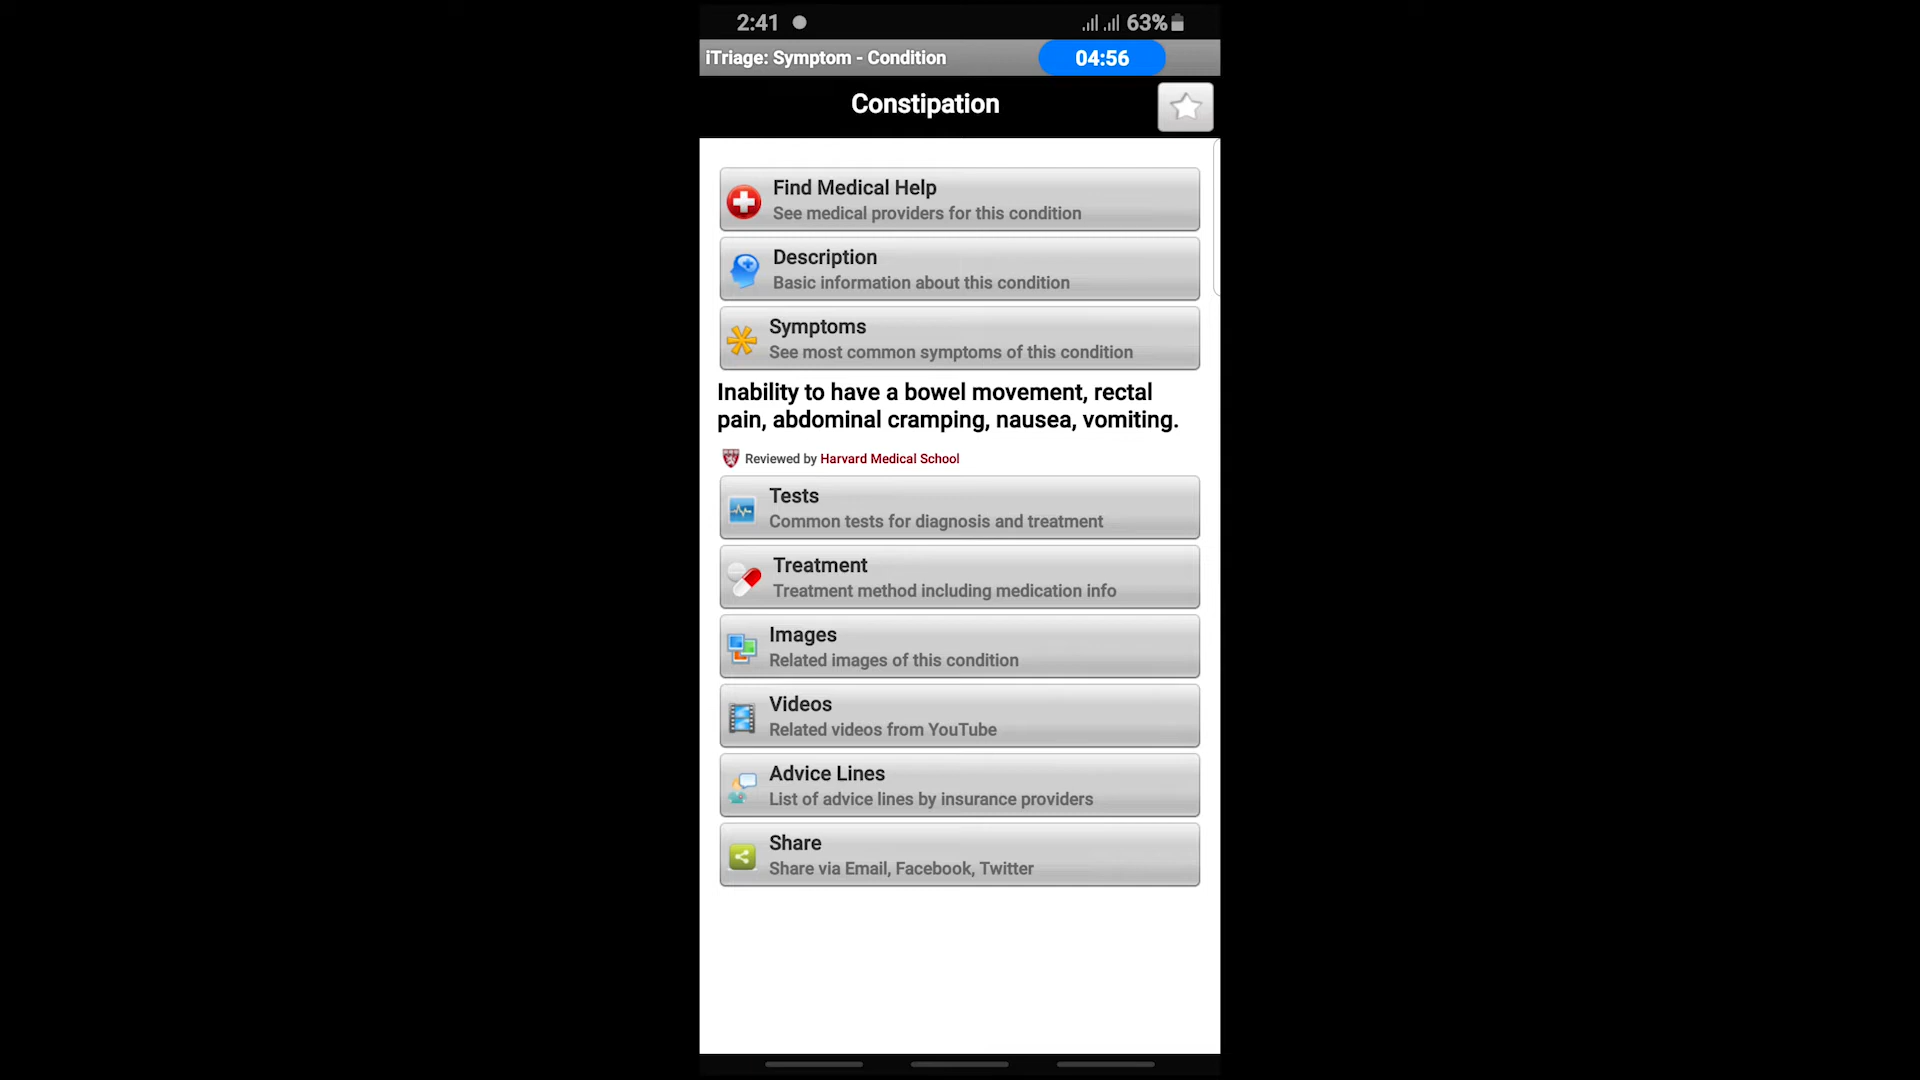 2:41 63%
iTriage: Symptom - Condition 04:56
Constipation
Find Medical Help
See medical providers for this condition
Description
Basic information about this condition
Symptoms
See most common symptoms of this condition
Inability to have a bowel movement, rectal
pain, abdominal cramping, nausea, vomiting.
Reviewed by Harvard Medical School
Tests
Common tests for diagnosis and treatment
Treatment
Treatment method including medication info
Images
Related images of this condition
Videos
Related videos from YouTube
Advice Lines
List of advice lines by insurance providers
Share
Share via Email, Facebook, Twitter